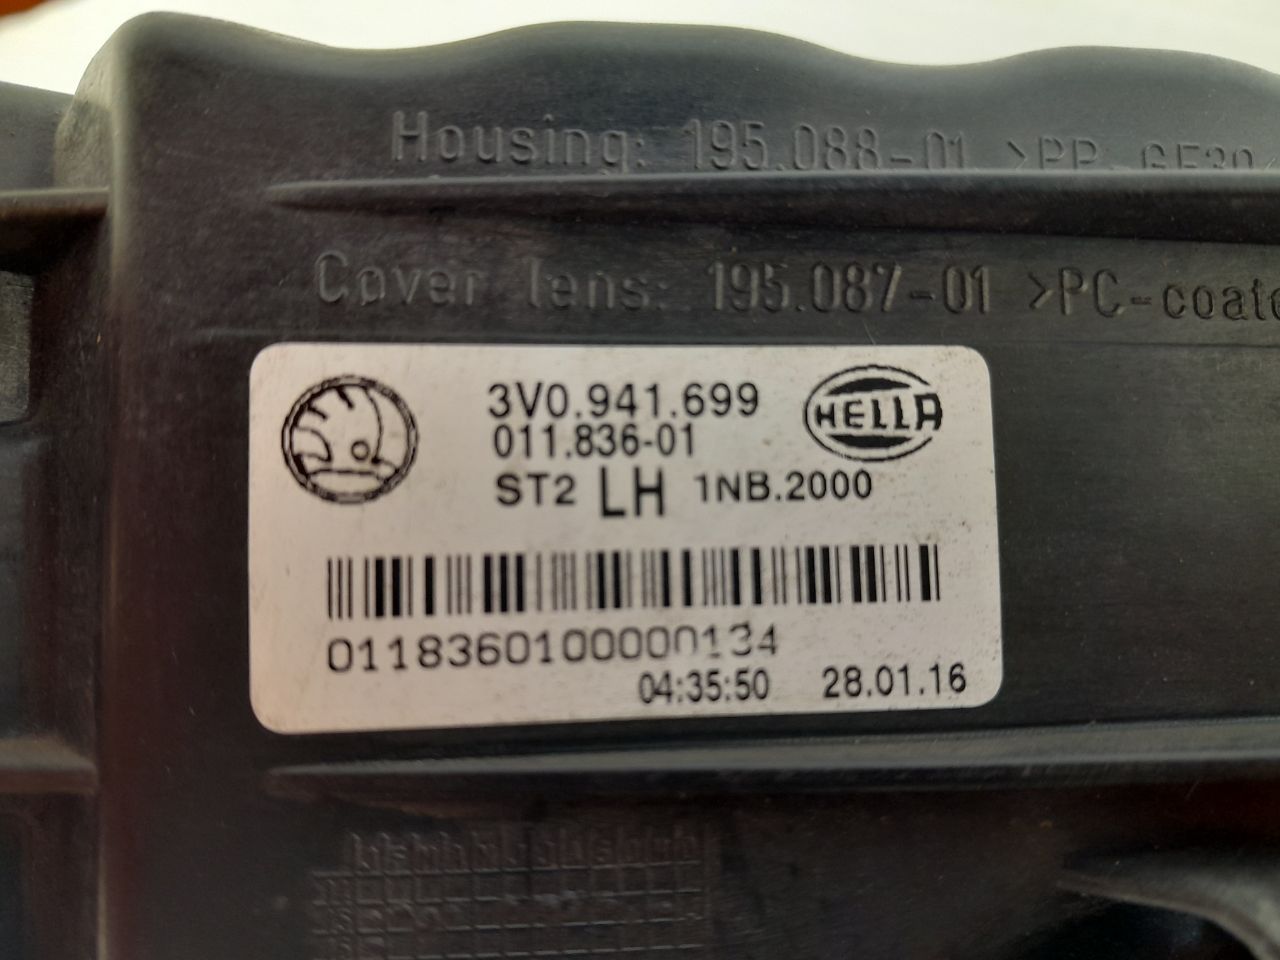 Housing: 195.088-01 >PP-GF30
Cover lens: 195.087-01 >PC-coate
3V0.941.699
HELLA
011.836-01
ST2 LH 1NB.2000
0118360100000134
04:35:50 28.01.16